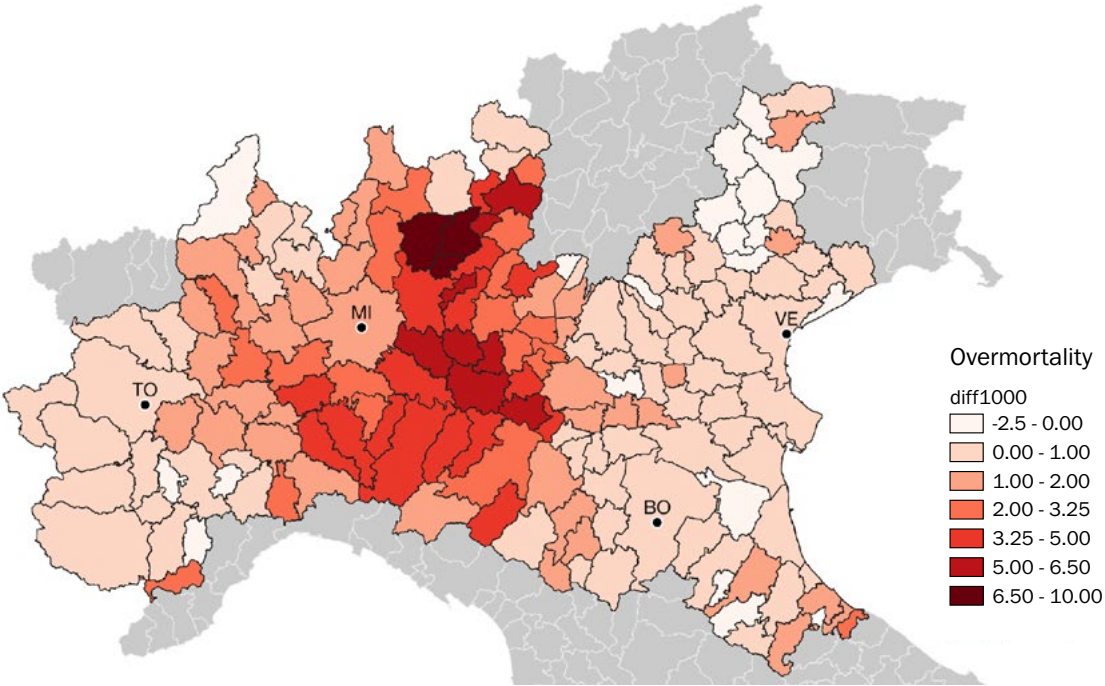 MI
VE
TO
BO
Overmortality
diff1000
-2.5 - 0.00
0.00 - 1.00
1.00 - 2.00
2.00 - 3.25
3.25 - 5.00
5.00 - 6.50
6.50 - 10.00